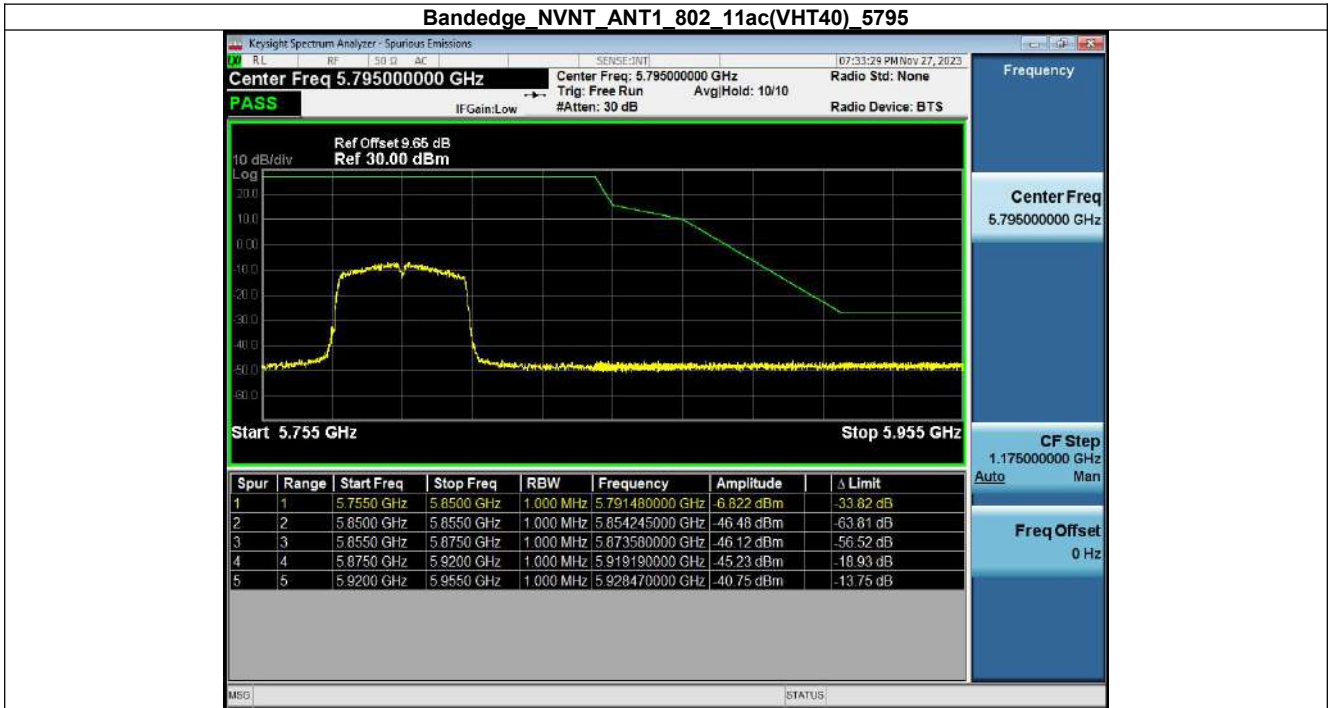 Bandedge_NVNT_ANT1_802_11ac(VHT40)_5795
Keysight Spectrum Analyzer - Spurious Emissions
RL RF 50 Ω AC SENSE:INT 07:33:29 PM Nov 27, 2023
Center Freq 5.795000000 GHz Center Freq: 5.795000000 GHz Radio Std: None
Trig: Free Run Avg|Hold: 10/10
PASS IFGain:Low #Atten: 30 dB Radio Device: BTS
Frequency
Ref Offset 9.65 dB
10 dB/div Ref 30.00 dBm
Log
20.0
10.0
0.00
-10.0
-20.0
-30.0
-40.0
-50.0
-60.0
Start 5.755 GHz Stop 5.955 GHz
Center Freq
5.795000000 GHz
CF Step
1.175000000 GHz
Auto Man
Freq Offset
0 Hz
Spur Range Start Freq Stop Freq RBW Frequency Amplitude Δ Limit
1 1 5.7550 GHz 5.8500 GHz 1.000 MHz 5.791480000 GHz -6.822 dBm -33.82 dB
2 2 5.8500 GHz 5.8550 GHz 1.000 MHz 5.854245000 GHz -46.48 dBm -63.81 dB
3 3 5.8550 GHz 5.8750 GHz 1.000 MHz 5.873580000 GHz -46.12 dBm -56.52 dB
4 4 5.8750 GHz 5.9200 GHz 1.000 MHz 5.919190000 GHz -45.23 dBm -18.93 dB
5 5 5.9200 GHz 5.9550 GHz 1.000 MHz 5.928470000 GHz -40.75 dBm -13.75 dB
MSG STATUS